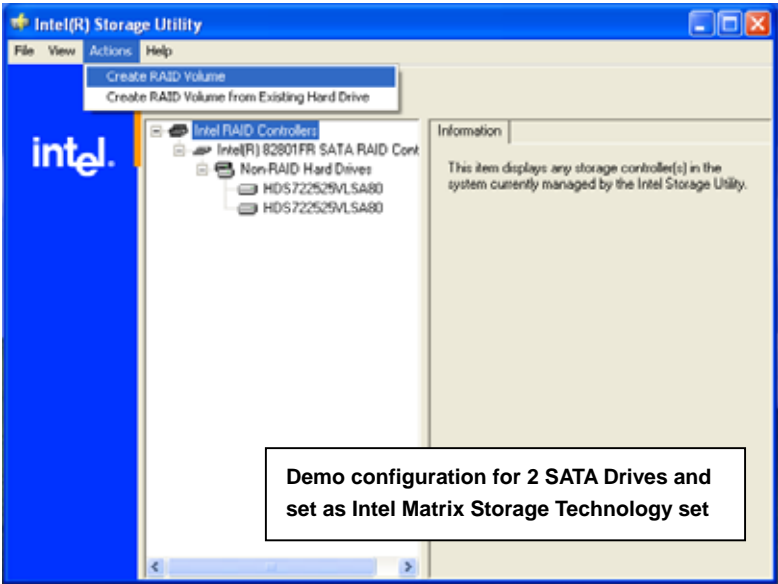 Intel(R) Storage Utility
File View Actions Help
Create RAID Volume
Create RAID Volume from Existing Hard Drive
intel.
Intel RAID Controllers
Intel(R) 82801FR SATA RAID Cont
Non-RAID Hard Drives
HDS722525VLSA80
HDS722525VLSA80
Information
This item displays any storage controller(s) in the
system currently managed by the Intel Storage Utility.
Demo configuration for 2 SATA Drives and
set as Intel Matrix Storage Technology set